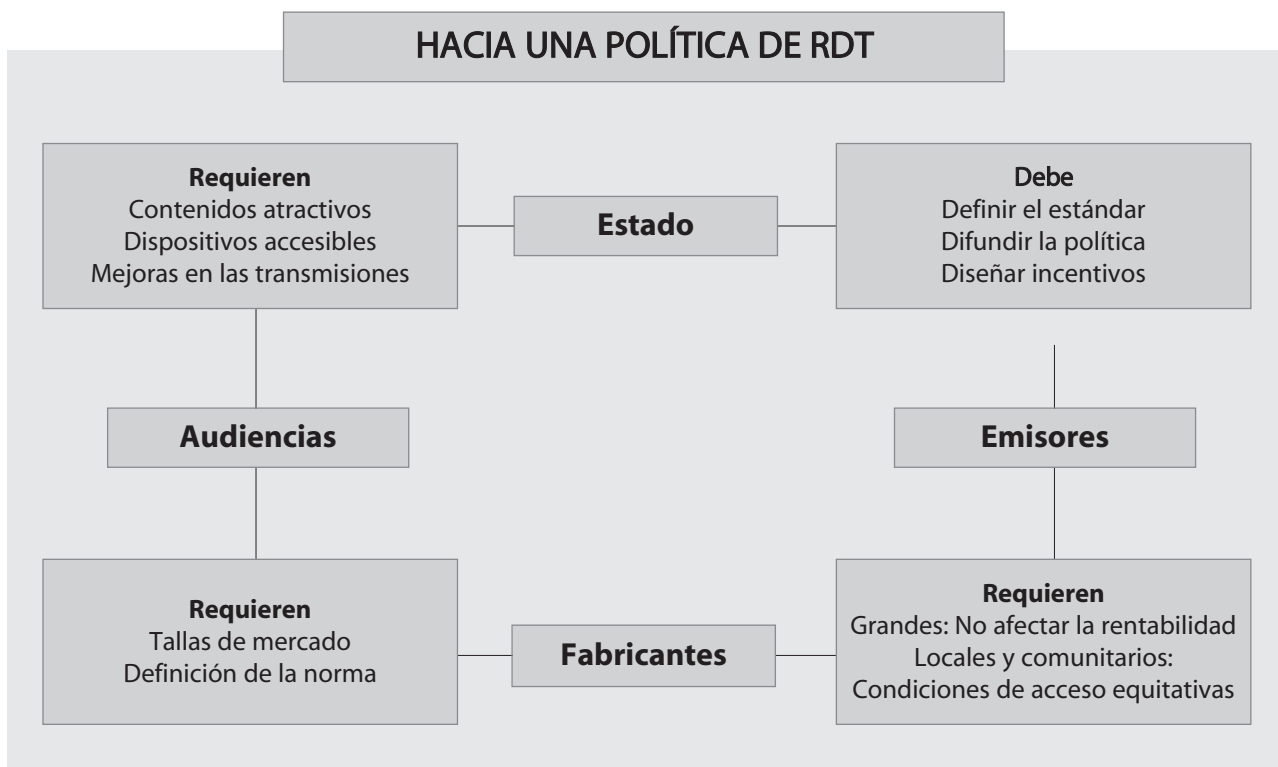 HACIA UNA POLÍTICA DE RDT
Requieren
Contenidos atractivos
Dispositivos accesibles
Mejoras en las transmisiones
Estado
Debe
Definir el estándar
Difundir la política
Diseñar incentivos
Audiencias
Emisores
Requieren
Tallas de mercado
Definición de la norma
Fabricantes
Requieren
Grandes: No afectar la rentabilidad
Locales y comunitarios:
Condiciones de acceso equitativas